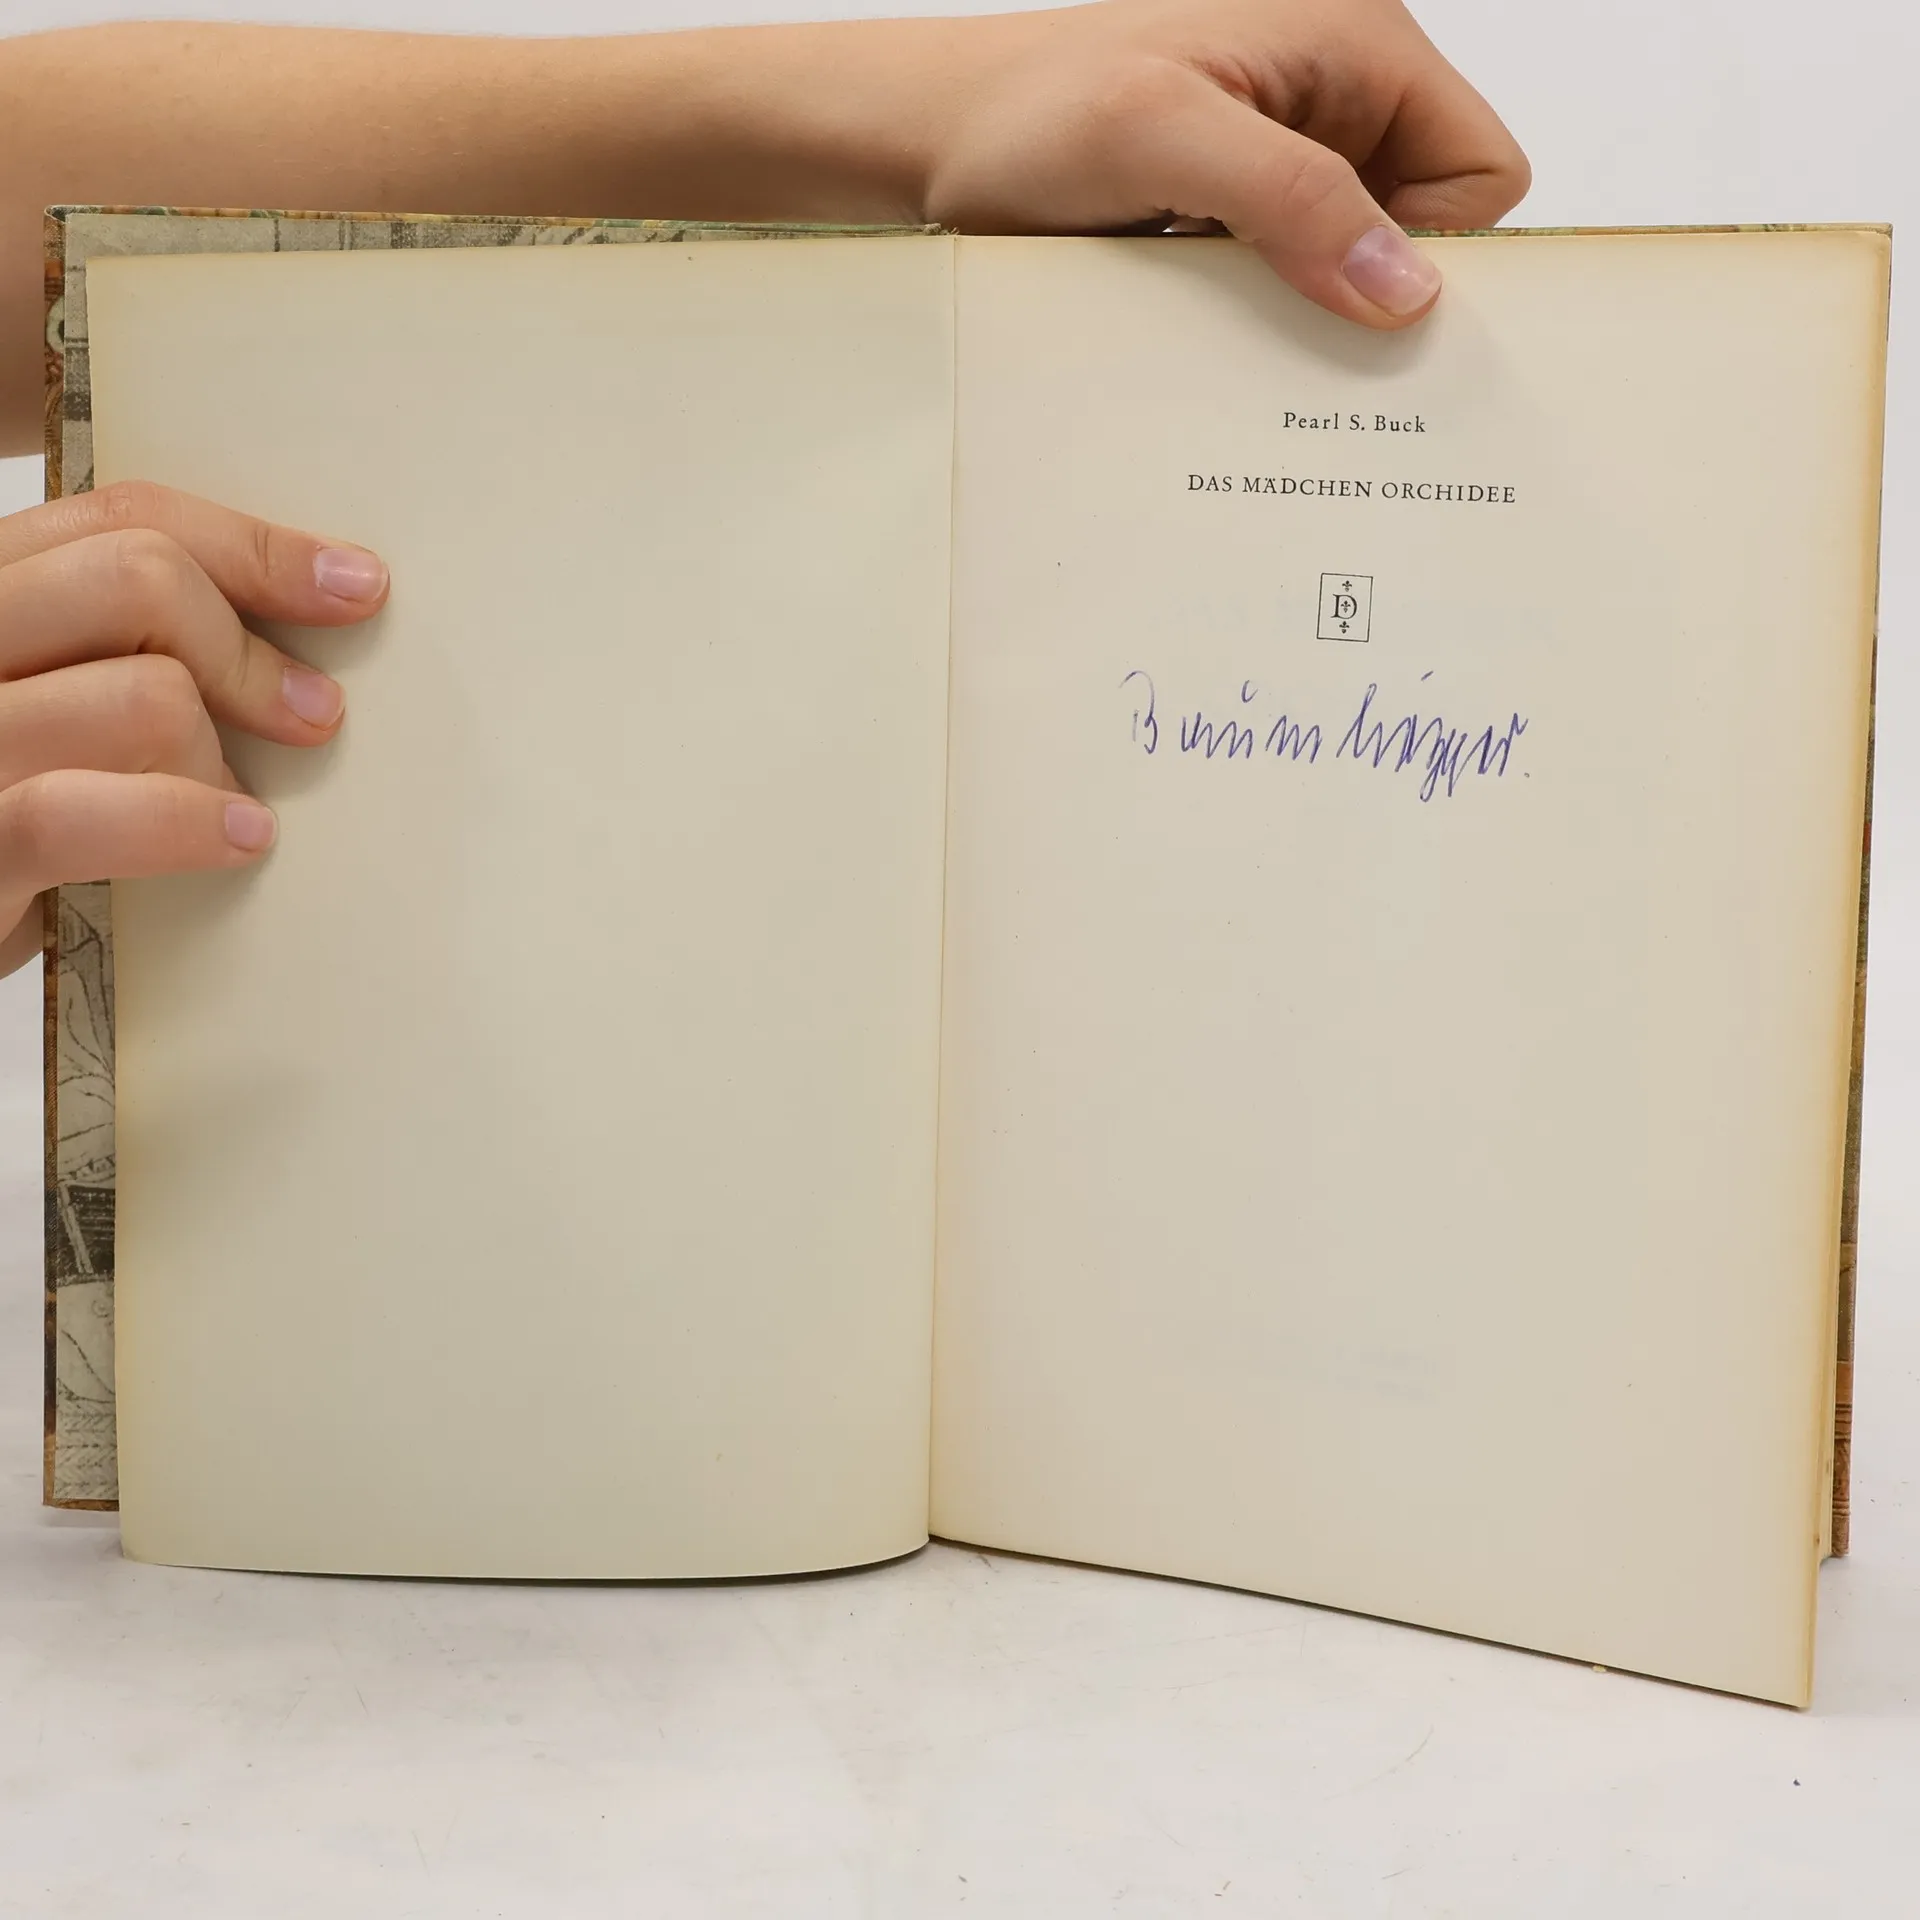 Pearl S. Buck
DAS MÄDCHEN ORCHIDEE
D